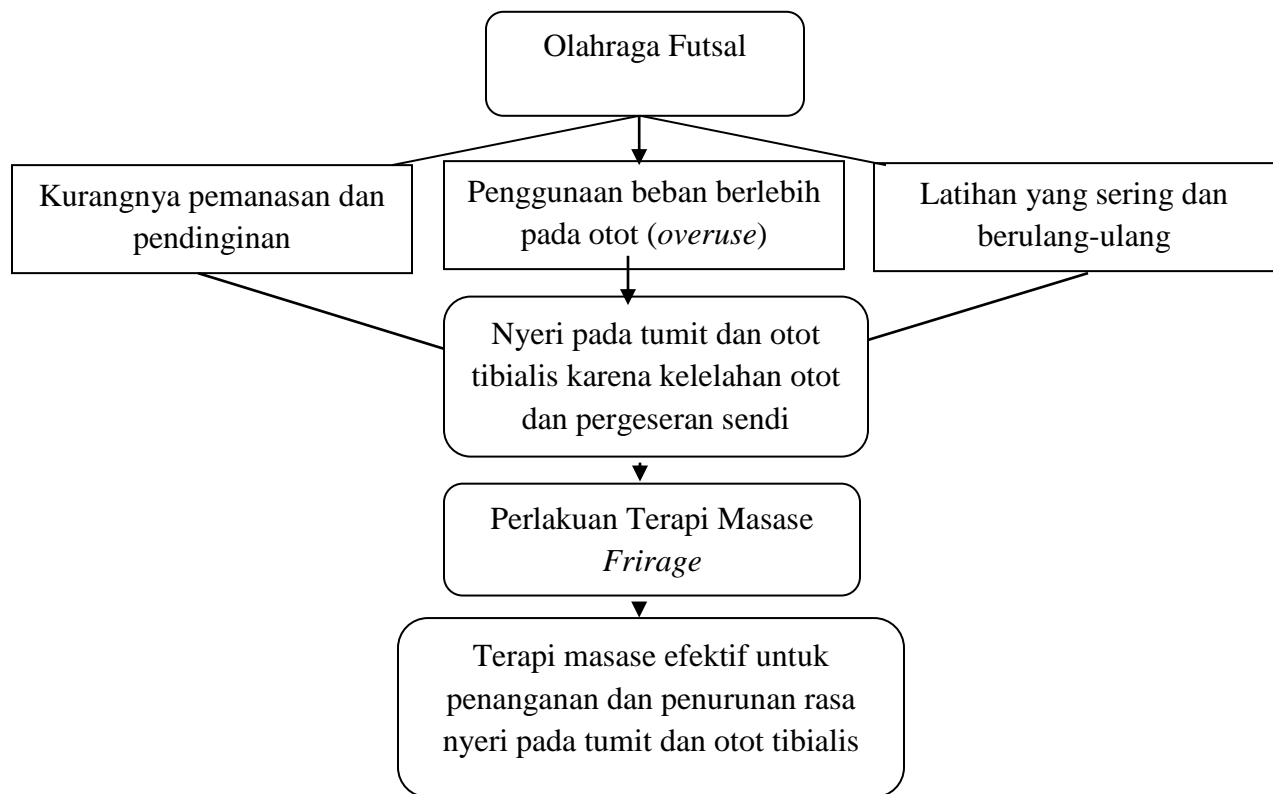 Olahraga Futsal
Kurangnya pemanasan dan
pendinginan
Penggunaan beban berlebih
pada otot (overuse)
Latihan yang sering dan
berulang-ulang
Nyeri pada tumit dan otot
tibialis karena kelelahan otot
dan pergeseran sendi
Perlakuan Terapi Masase
Frirage
Terapi masase efektif untuk
penanganan dan penurunan rasa
nyeri pada tumit dan otot tibialis